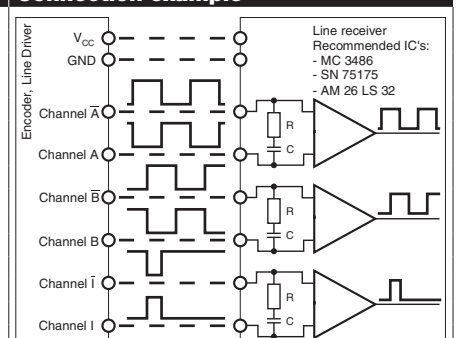 Connection example
Encoder, Line Driver
VCC
GND
Channel A̅
Channel A
Channel B̅
Channel B
Channel I̅
Channel I
Line receiver
Recommended IC's:
- MC 3486
- SN 75175
- AM 26 LS 32
R
C
R
C
R
C